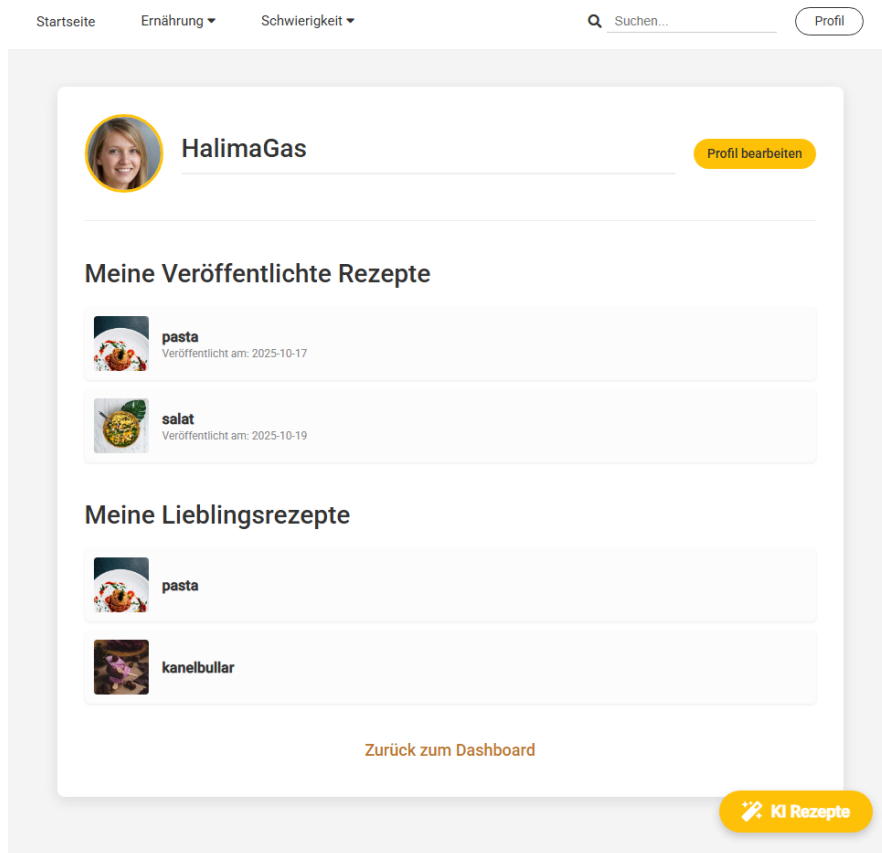 Startseite Ernährung Schwierigkeit Suchen... Profil
HalimaGas
Profil bearbeiten
Meine Veröffentlichte Rezepte
pasta
Veröffentlicht am: 2025-10-17
salat
Veröffentlicht am: 2025-10-19
Meine Lieblingsrezepte
pasta
kanelbullar
Zurück zum Dashboard
KI Rezepte